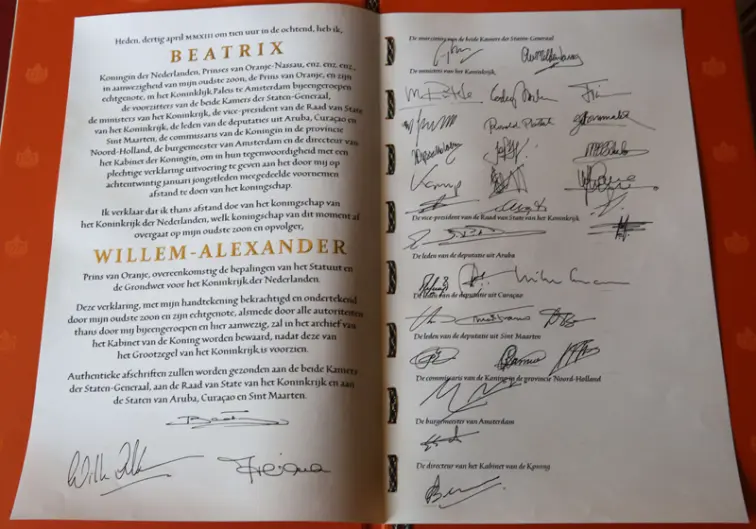 Heden, dertig april MMXIII om tien uur in de ochtend, heb ik,
BEATRIX
Koningin der Nederlanden, Prinses van Oranje-Nassau, enz. enz. enz.,
in aanwezigheid van mijn oudste zoon, de Prins van Oranje, en zijn
echtgenote, in het Koninklijk Paleis te Amsterdam bijeengeroepen
de voorzitters van de beide Kamers der Staten-Generaal,
de ministers van het Koninkrijk, de vice-president van de Raad van State
van het Koninkrijk, de leden van de deputaties uit Aruba, Curaçao en
Sint Maarten, de commissaris van de Koningin in de provincie
Noord-Holland, de burgemeester van Amsterdam en de directeur van
het Kabinet der Koningin, om in hun tegenwoordigheid met een
plechtige verklaring uitvoering te geven aan het door mij op
achtentwintig januari jongstleden meegedeelde voornemen
afstand te doen van het koningschap.
Ik verklaar dat ik thans afstand doe van het koningschap van
het Koninkrijk der Nederlanden, welk koningschap van dit moment af
overgaat op mijn oudste zoon en opvolger,
WILLEM-ALEXANDER
Prins van Oranje, overeenkomstig de bepalingen van het Statuut en
de Grondwet voor het Koninkrijk der Nederlanden.
Deze verklaring, met mijn handtekening bekrachtigd en ondertekend
door mijn oudste zoon en zijn echtgenote, alsmede door alle autoriteiten
thans door mij bijeengeroepen en hier aanwezig, zal in het archief van
het Kabinet van de Koning worden bewaard, nadat deze van
het Grootzegel van het Koninkrijk is voorzien.
Authentieke afschriften zullen worden gezonden aan de beide Kamers
der Staten-Generaal, aan de Raad van State van het Koninkrijk en aan
de Staten van Aruba, Curaçao en Sint Maarten.
De voorzitters van de beide Kamers der Staten-Generaal
De ministers van het Koninkrijk,
De vice-president van de Raad van State van het Koninkrijk
De leden van de deputatie uit Aruba
De leden van de deputatie uit Curaçao
De leden van de deputatie uit Sint Maarten
De commissaris van de Koning in de provincie Noord-Holland
De burgemeester van Amsterdam
De directeur van het Kabinet van de Koning